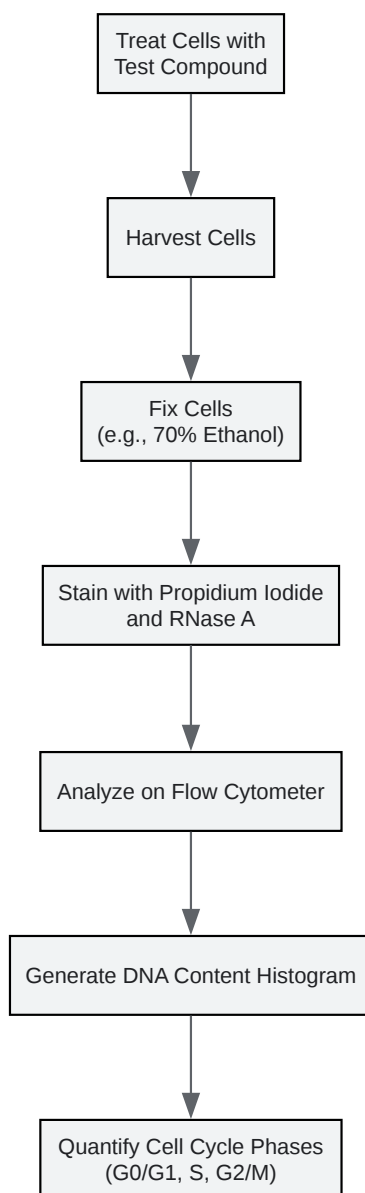 Treat Cells with
Test Compound
Harvest Cells
Fix Cells
(e.g., 70% Ethanol)
Stain with Propidium Iodide
and RNase A
Analyze on Flow Cytometer
Generate DNA Content Histogram
Quantify Cell Cycle Phases
(G0/G1, S, G2/M)